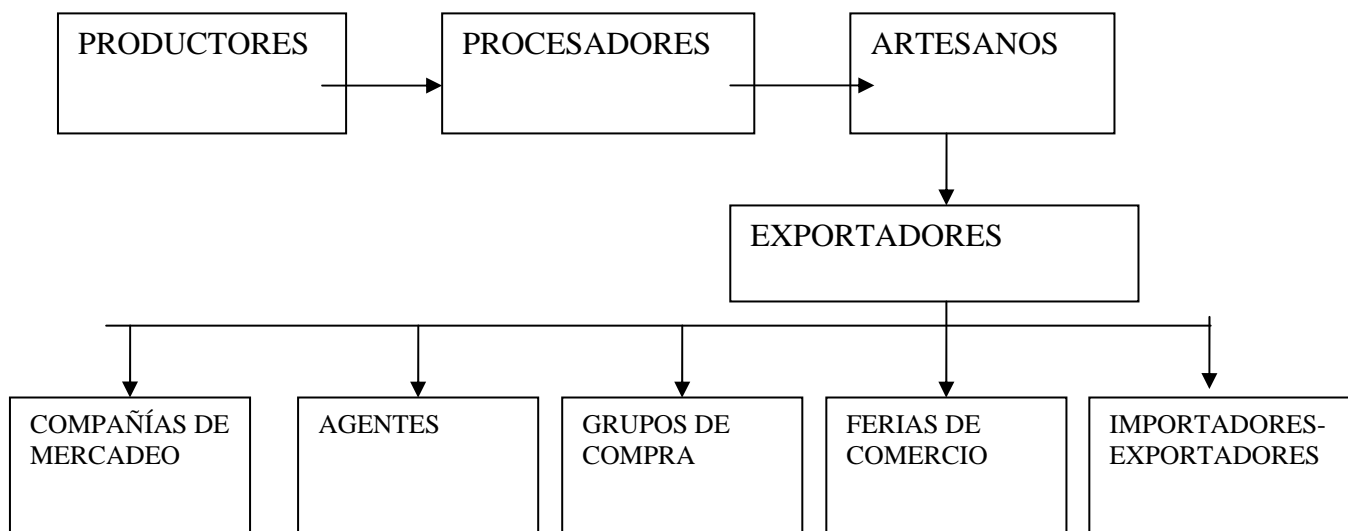 PRODUCTORES
PROCESADORES
ARTESANOS
EXPORTADORES
COMPAÑÍAS DE
MERCADEO
AGENTES
GRUPOS DE
COMPRA
FERIAS DE
COMERCIO
IMPORTADORES-
EXPORTADORES